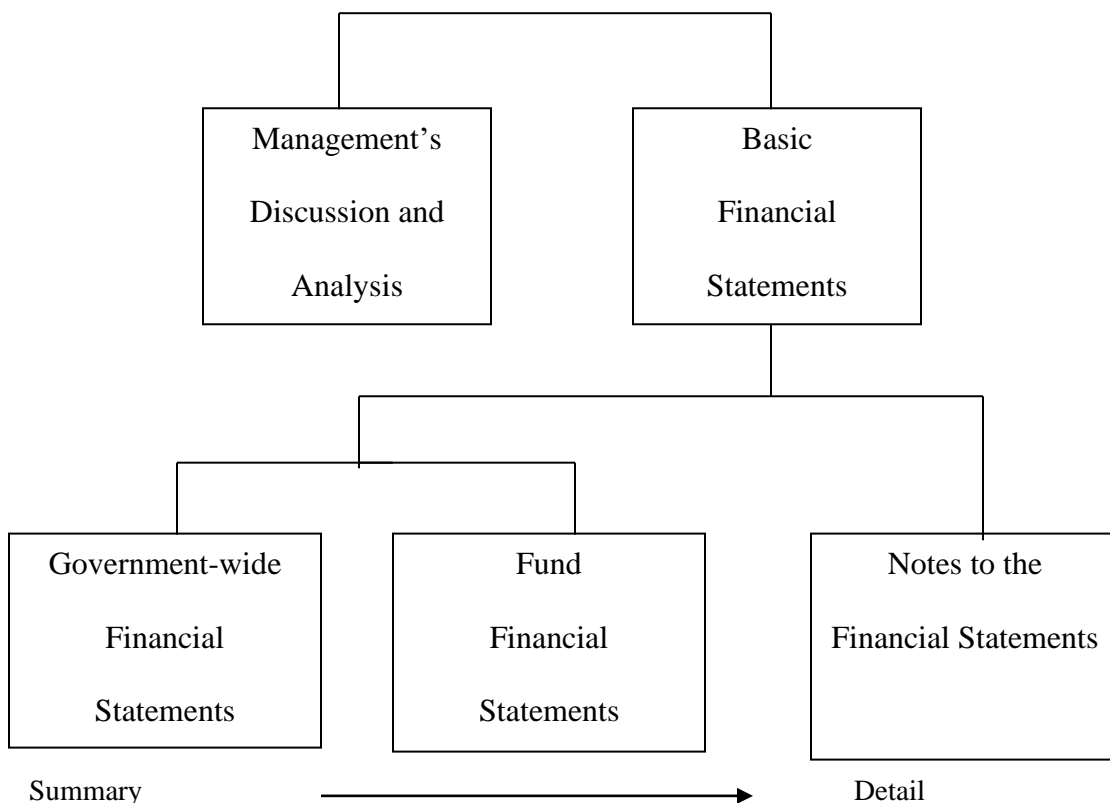 Management’s
Discussion and
Analysis
Basic
Financial
Statements
Government-wide
Financial
Statements
Fund
Financial
Statements
Notes to the
Financial Statements
Summary
Detail